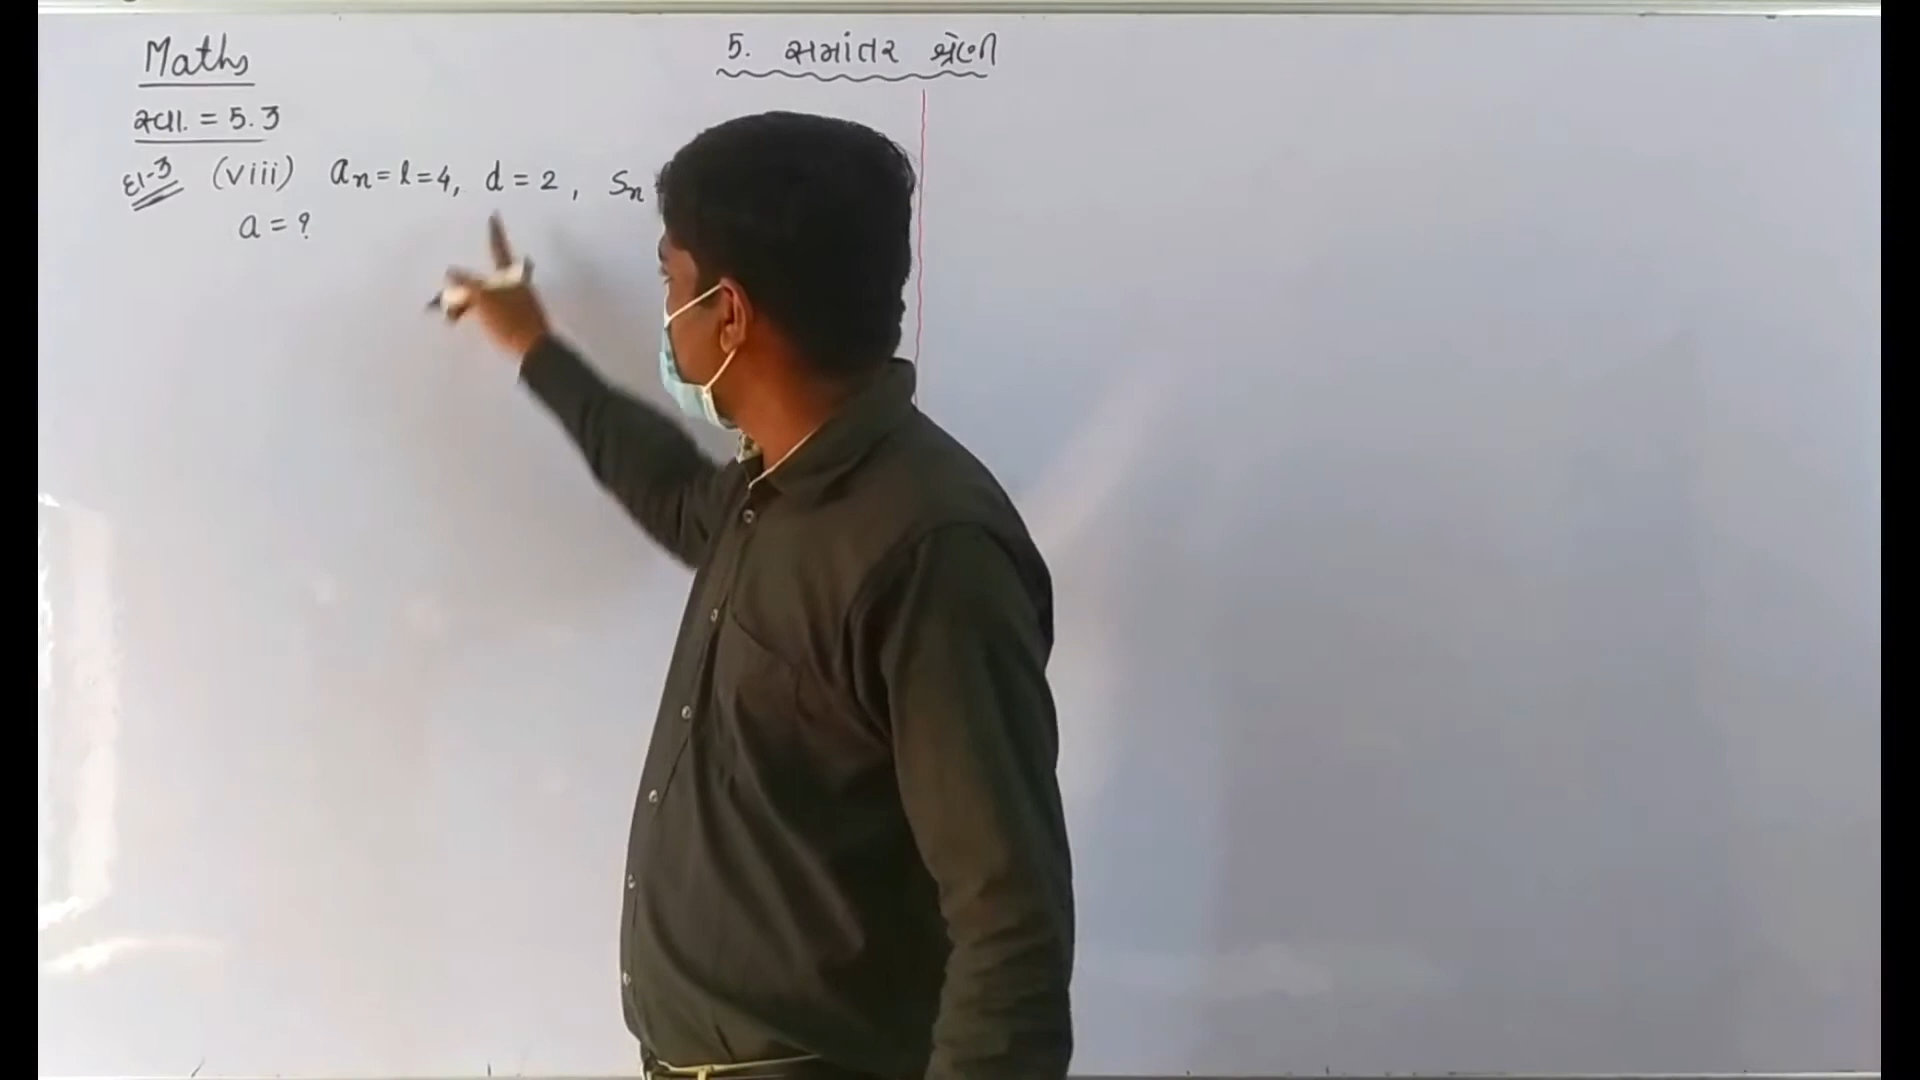 Maths
5. સમાંતર શ્રેણી
સ્વા. = 5.3
દા-3 (viii) an = l = 4, d = 2, Sn
a = ?